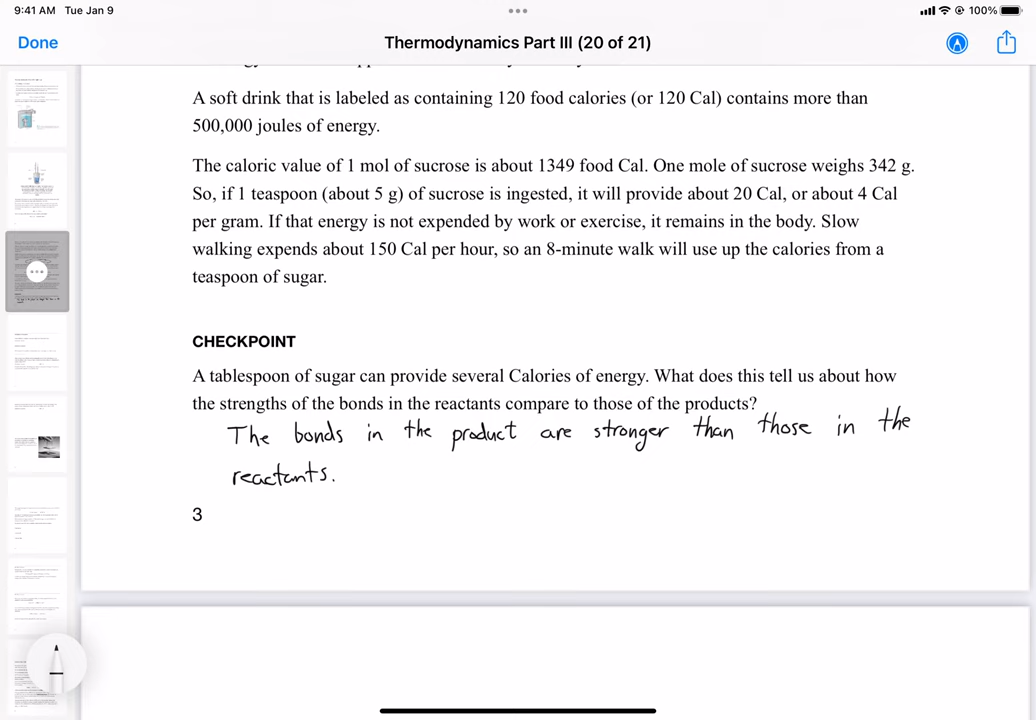 9:41 AM Tue Jan 9
100%
Done
Thermodynamics Part III (20 of 21)
A soft drink that is labeled as containing 120 food calories (or 120 Cal) contains more than
500,000 joules of energy.
The caloric value of 1 mol of sucrose is about 1349 food Cal. One mole of sucrose weighs 342 g.
So, if 1 teaspoon (about 5 g) of sucrose is ingested, it will provide about 20 Cal, or about 4 Cal
per gram. If that energy is not expended by work or exercise, it remains in the body. Slow
walking expends about 150 Cal per hour, so an 8-minute walk will use up the calories from a
teaspoon of sugar.
CHECKPOINT
A tablespoon of sugar can provide several Calories of energy. What does this tell us about how
the strengths of the bonds in the reactants compare to those of the products?
The bonds in the product are stronger than those in the
reactants.
3